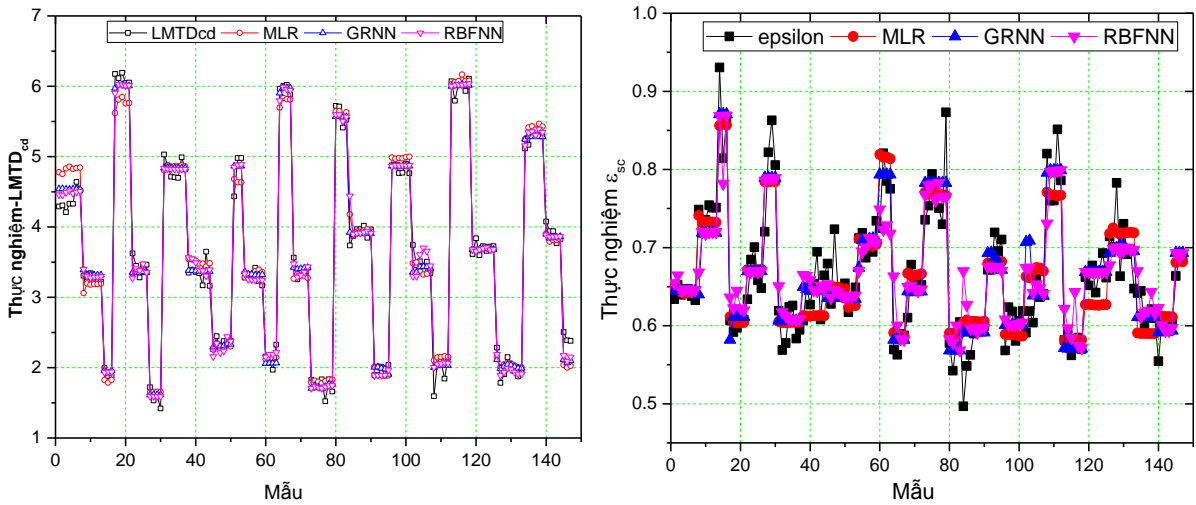 LMTDcd MLR GRNN RBFNN
Thực nghiệm-LMTD_cd
7
6
5
4
3
2
1
0 20 40 60 80 100 120 140
Mẫu
epsilon MLR GRNN RBFNN
Thực nghiệm ε_sc
1.0
0.9
0.8
0.7
0.6
0.5
0 20 40 60 80 100 120 140
Mẫu